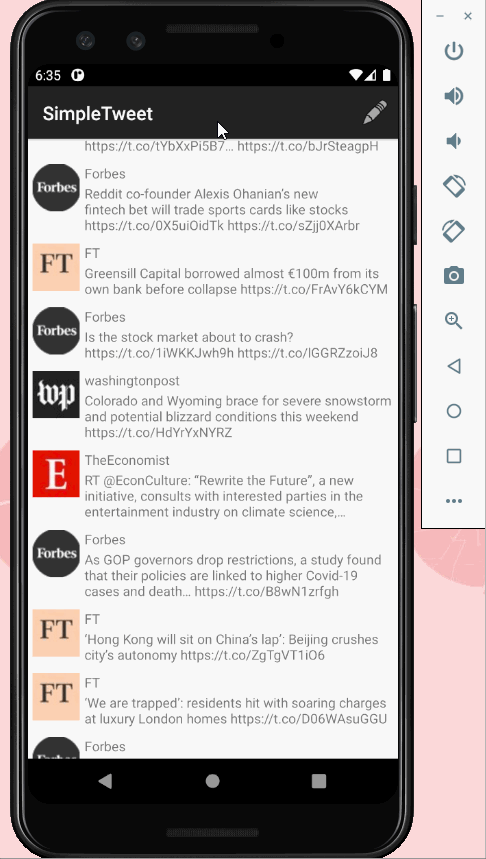 6:35
SimpleTweet
https://t.co/tYbXxPi5B7… https://t.co/bJrSteagpH
Forbes
Forbes
Reddit co-founder Alexis Ohanian's new
fintech bet will trade sports cards like stocks
https://t.co/0X5uiOidTk https://t.co/sZjj0XArbr
FT
FT
Greensill Capital borrowed almost €100m from its
own bank before collapse https://t.co/FrAvY6kCYM
Forbes
Forbes
Is the stock market about to crash?
https://t.co/1iWKKJwh9h https://t.co/lGGRZzoiJ8
wp
washingtonpost
Colorado and Wyoming brace for severe snowstorm
and potential blizzard conditions this weekend
https://t.co/HdYrYxNYRZ
E
TheEconomist
RT @EconCulture: “Rewrite the Future”, a new
initiative, consults with interested parties in the
entertainment industry on climate science,…
Forbes
Forbes
As GOP governors drop restrictions, a study found
that their policies are linked to higher Covid-19
cases and death… https://t.co/B8wN1zrfgh
FT
FT
‘Hong Kong will sit on China’s lap’: Beijing crushes
city’s autonomy https://t.co/ZgTgVT1iO6
FT
FT
'We are trapped': residents hit with soaring charges
at luxury London homes https://t.co/D06WAsuGGU
Forbes
Forbes